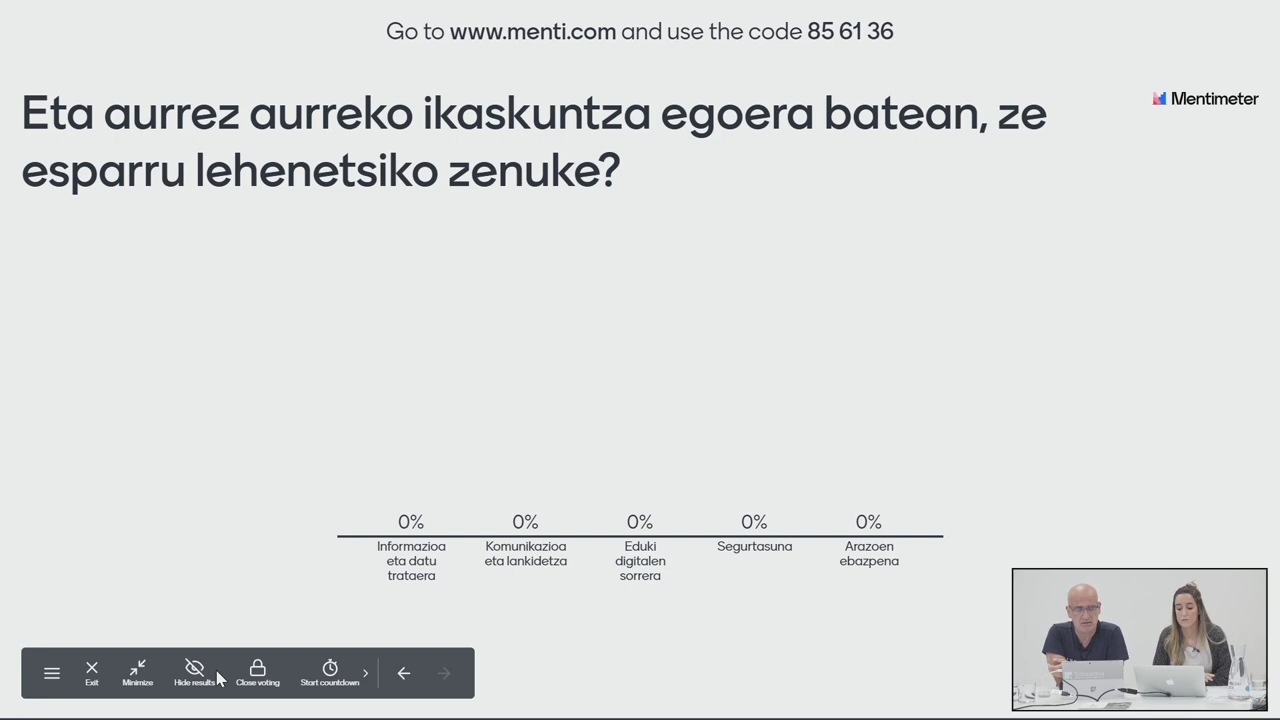 Go to www.menti.com and use the code 85 61 36
Mentimeter
Eta aurrez aurreko ikaskuntza egoera batean, ze
esparru lehenetsiko zenuke?
0%
0%
0%
0%
0%
Informazioa
eta datu
trataera
Komunikazioa
eta lankidetza
Eduki
digitalen
sorrera
Segurtasuna
Arazoen
ebazpena
Exit
Minimize
Hide results
Close voting
Start countdown